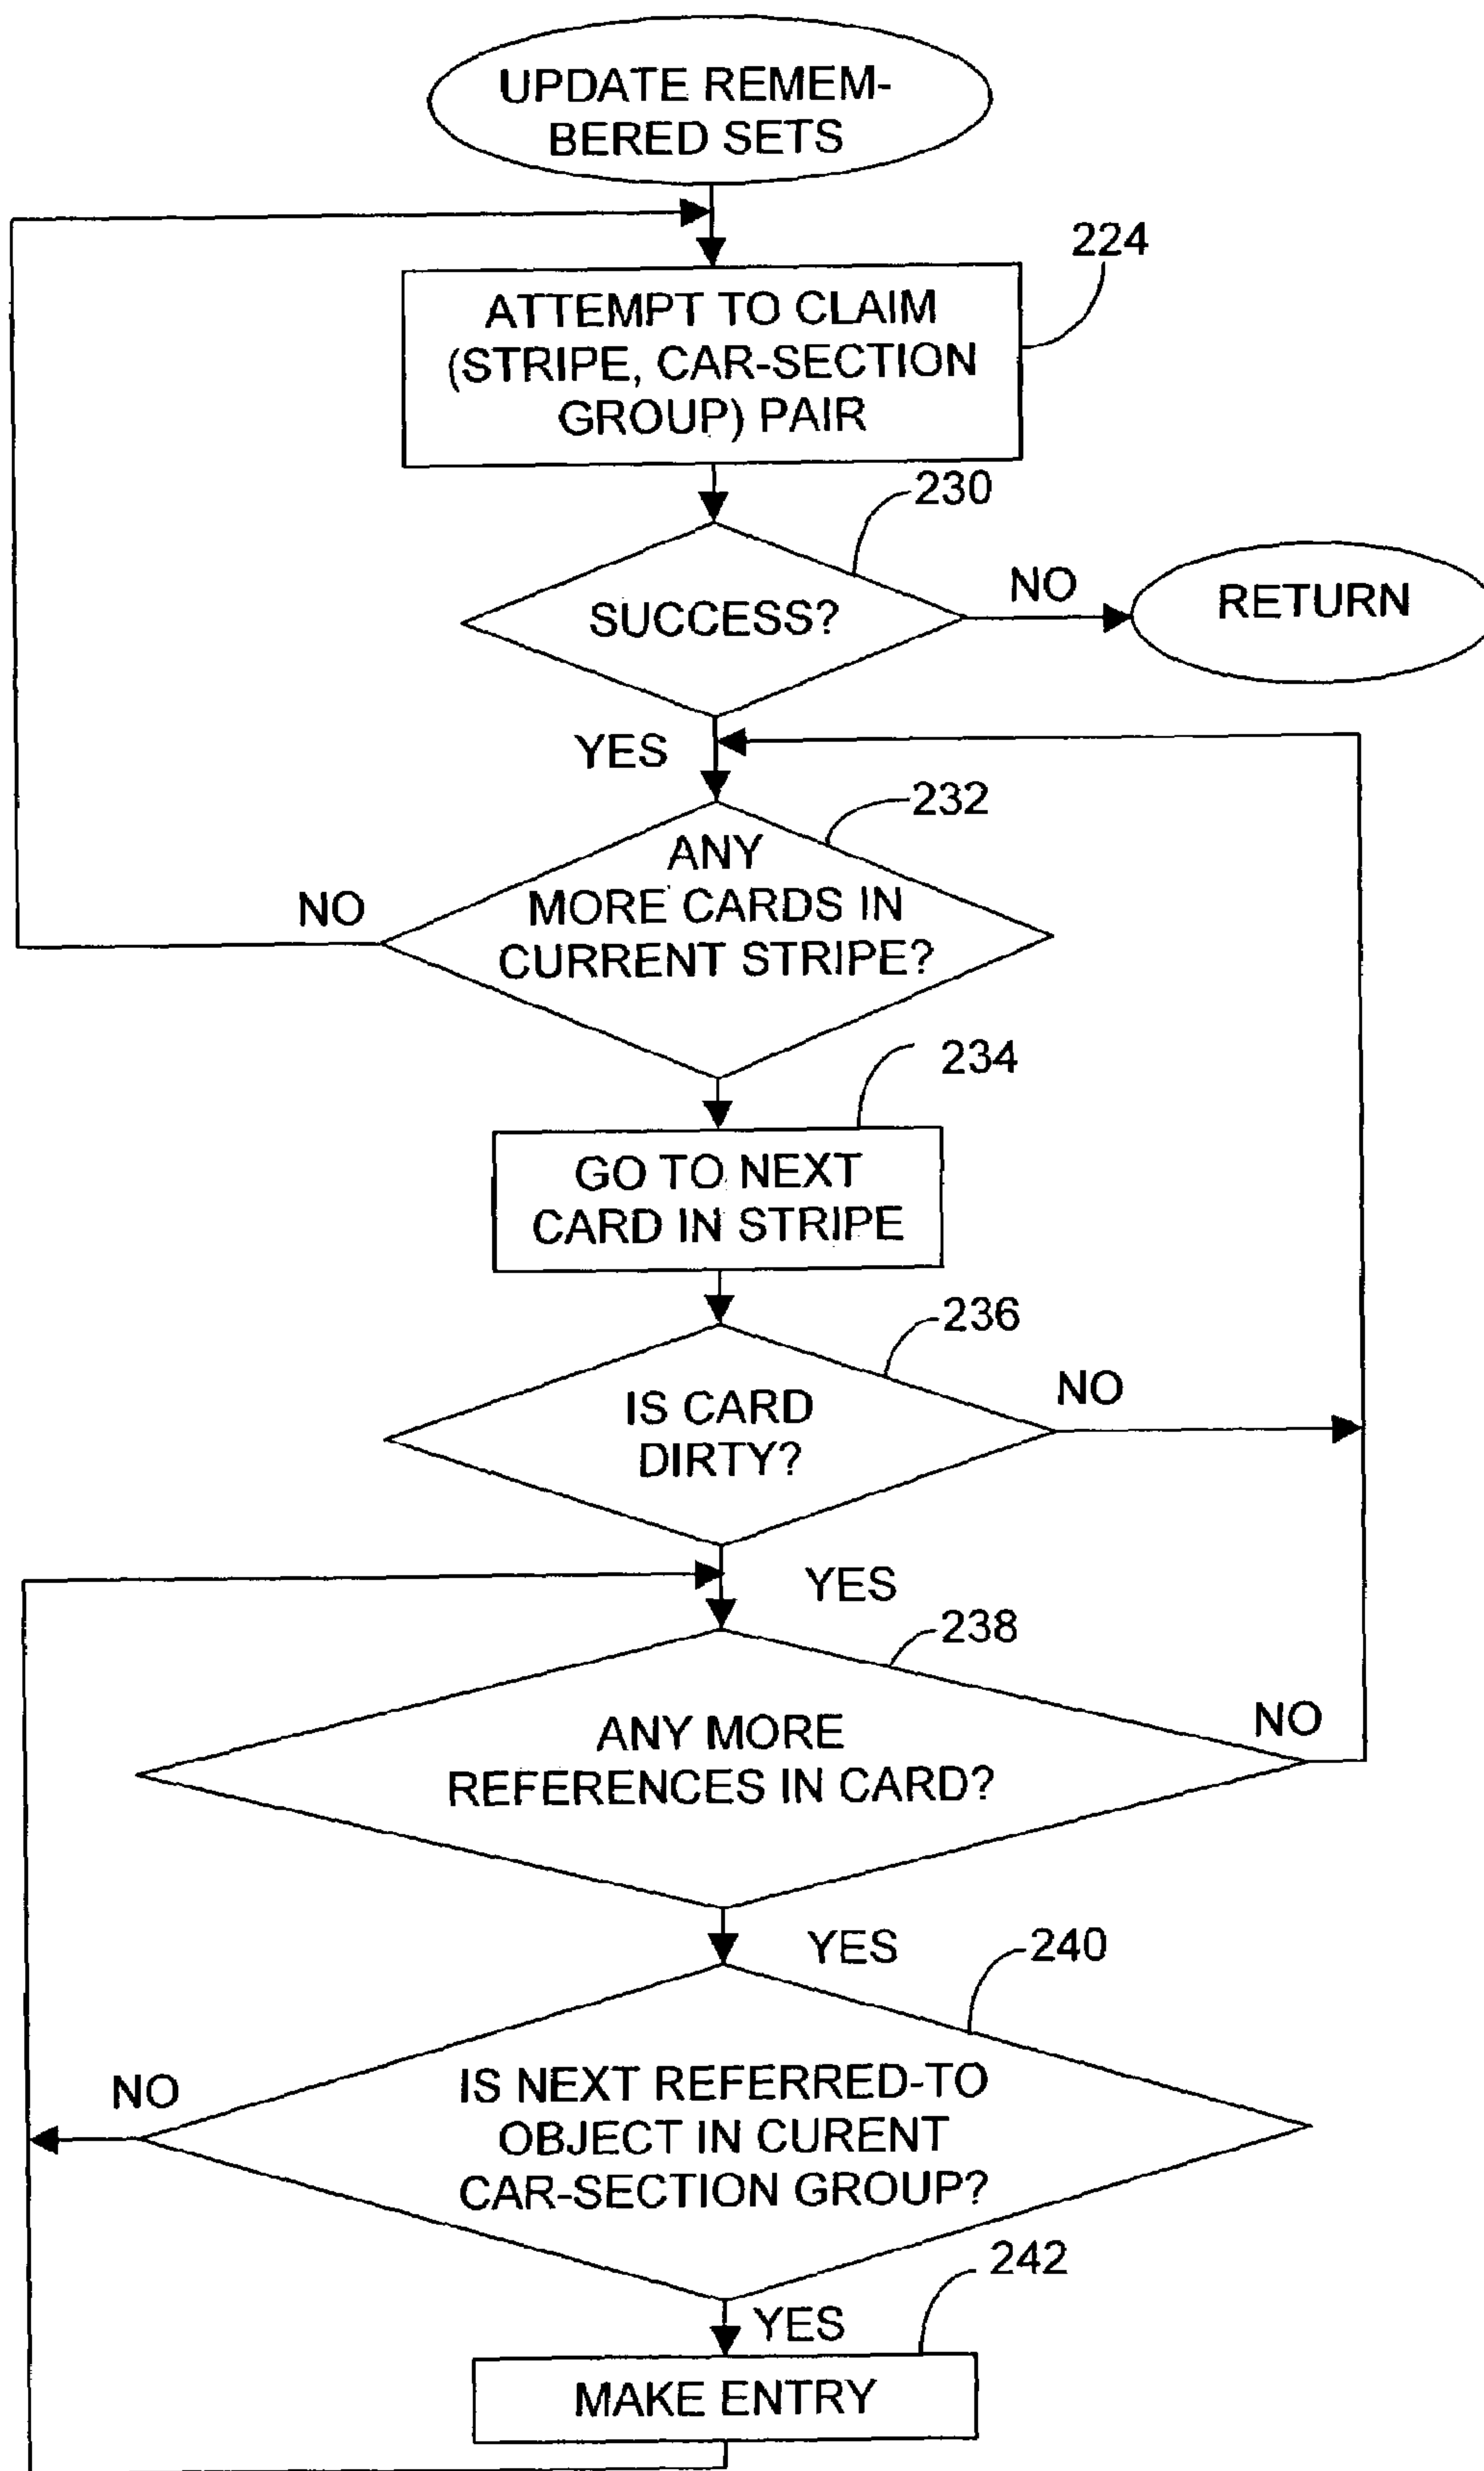 UPDATE REMEM-
BERED SETS
224
ATTEMPT TO CLAIM
(STRIPE, CAR-SECTION
GROUP) PAIR
230
SUCCESS?
NO
RETURN
YES
232
ANY
MORE CARDS IN
CURRENT STRIPE?
NO
234
GO TO NEXT
CARD IN STRIPE
236
IS CARD
DIRTY?
NO
YES
238
ANY MORE
REFERENCES IN CARD?
NO
YES
240
IS NEXT REFERRED-TO
OBJECT IN CURENT
CAR-SECTION GROUP?
NO
242
YES
MAKE ENTRY